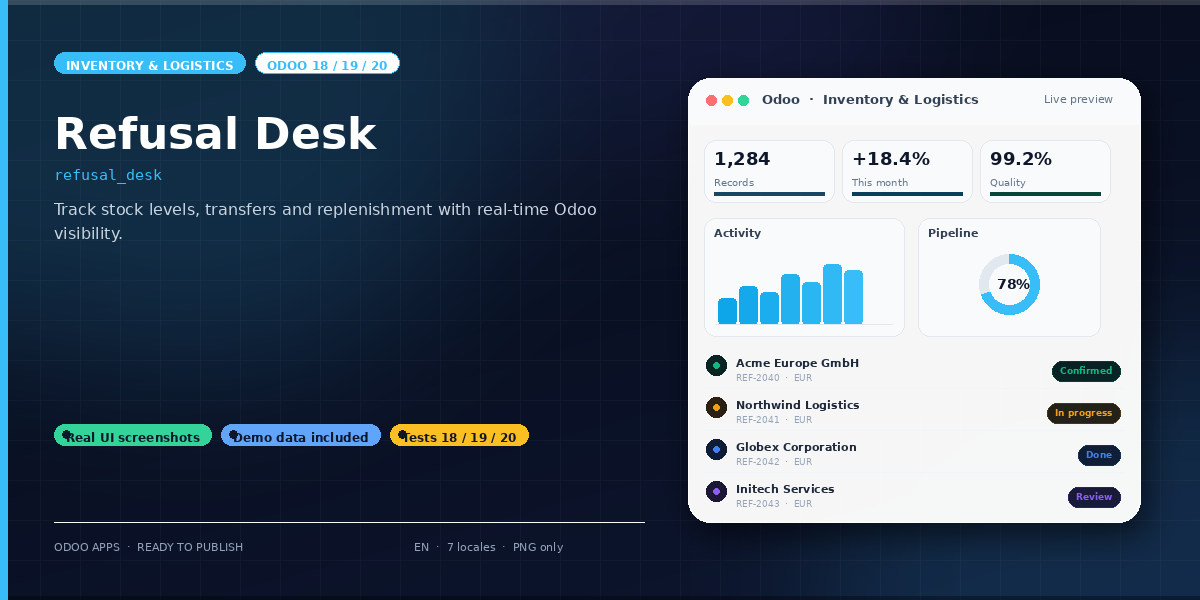 INVENTORY & LOGISTICS
ODOO 18 / 19 / 20
Refusal Desk
refusal_desk
Track stock levels, transfers and replenishment with real-time Odoo
visibility.
Real UI screenshots
Demo data included
Tests 18 / 19 / 20
ODOO APPS · READY TO PUBLISH
EN · 7 locales · PNG only
Odoo · Inventory & Logistics
Live preview
1,284
Records
+18.4%
This month
99.2%
Quality
Activity
Pipeline
78%
Acme Europe GmbH
REF-2040 · EUR
Confirmed
Northwind Logistics
REF-2041 · EUR
In progress
Globex Corporation
REF-2042 · EUR
Done
Initech Services
REF-2043 · EUR
Review